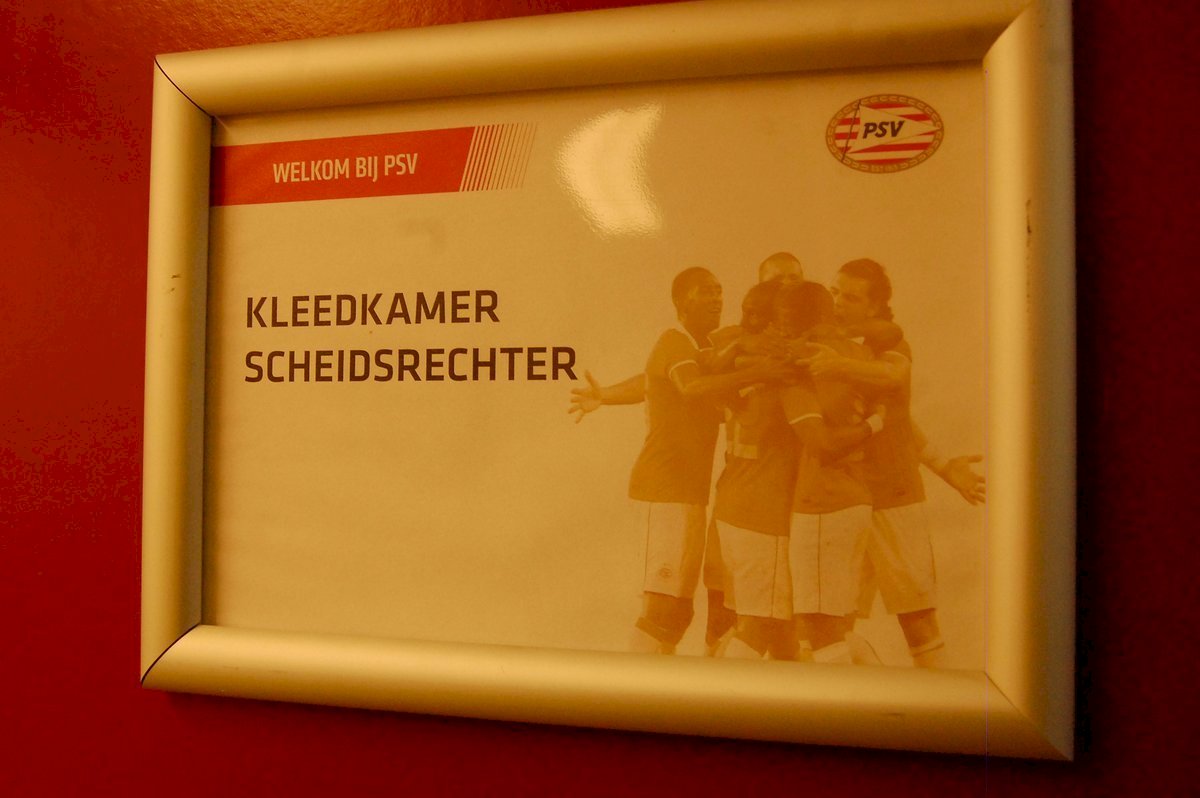 WELKOM BIJ PSV
PSV
KLEEDKAMER
SCHEIDSRECHTER